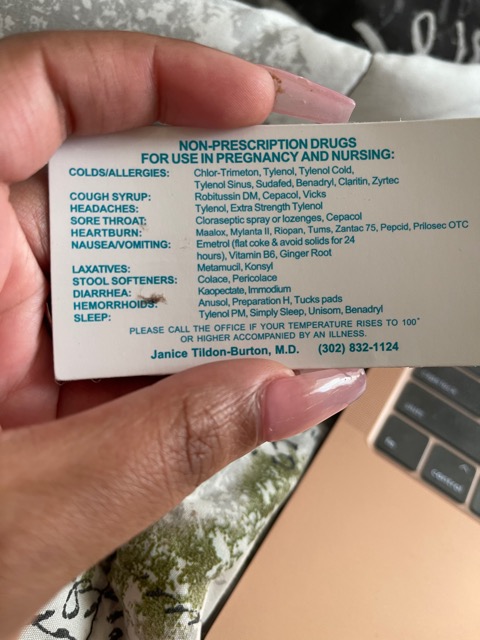 NON-PRESCRIPTION DRUGS
FOR USE IN PREGNANCY AND NURSING:
COLDS/ALLERGIES: Chlor-Trimeton, Tylenol, Tylenol Cold,
Tylenol Sinus, Sudafed, Benadryl, Claritin, Zyrtec
COUGH SYRUP: Robitussin DM, Cepacol, Vicks
HEADACHES: Tylenol, Extra Strength Tylenol
SORE THROAT: Cloraseptic spray or lozenges, Cepacol
HEARTBURN: Maalox, Mylanta II, Riopan, Tums, Zantac 75, Pepcid, Prilosec OTC
NAUSEA/VOMITING: Emetrol (flat coke & avoid solids for 24
hours), Vitamin B6, Ginger Root
LAXATIVES: Metamucil, Konsyl
STOOL SOFTENERS: Colace, Pericolace
DIARRHEA: Kaopectate, Immodium
HEMORRHOIDS: Anusol, Preparation H, Tucks pads
SLEEP: Tylenol PM, Simply Sleep, Unisom, Benadryl
PLEASE CALL THE OFFICE IF YOUR TEMPERATURE RISES TO 100°
OR HIGHER ACCOMPANIED BY AN ILLNESS.
Janice Tildon-Burton, M.D. (302) 832-1124